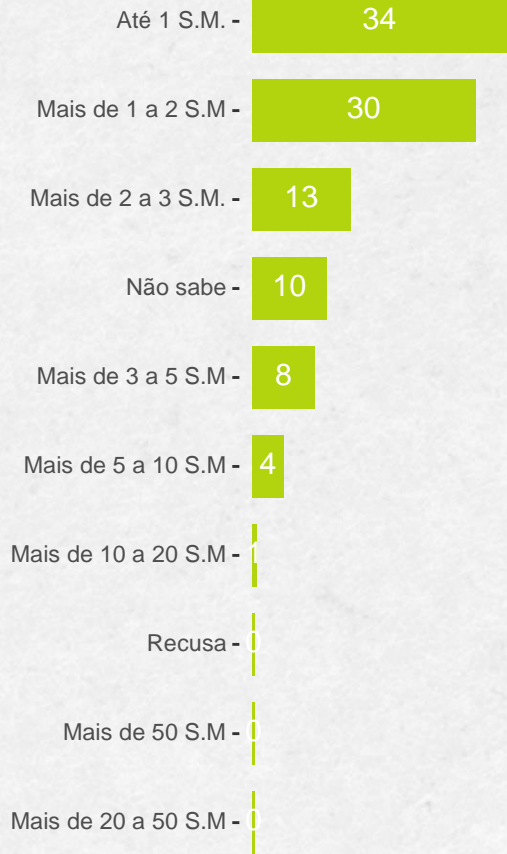 Até 1 S.M. - 34
Mais de 1 a 2 S.M - 30
Mais de 2 a 3 S.M. - 13
Não sabe - 10
Mais de 3 a 5 S.M - 8
Mais de 5 a 10 S.M - 4
Mais de 10 a 20 S.M - 1
Recusa - 0
Mais de 50 S.M - 0
Mais de 20 a 50 S.M - 0